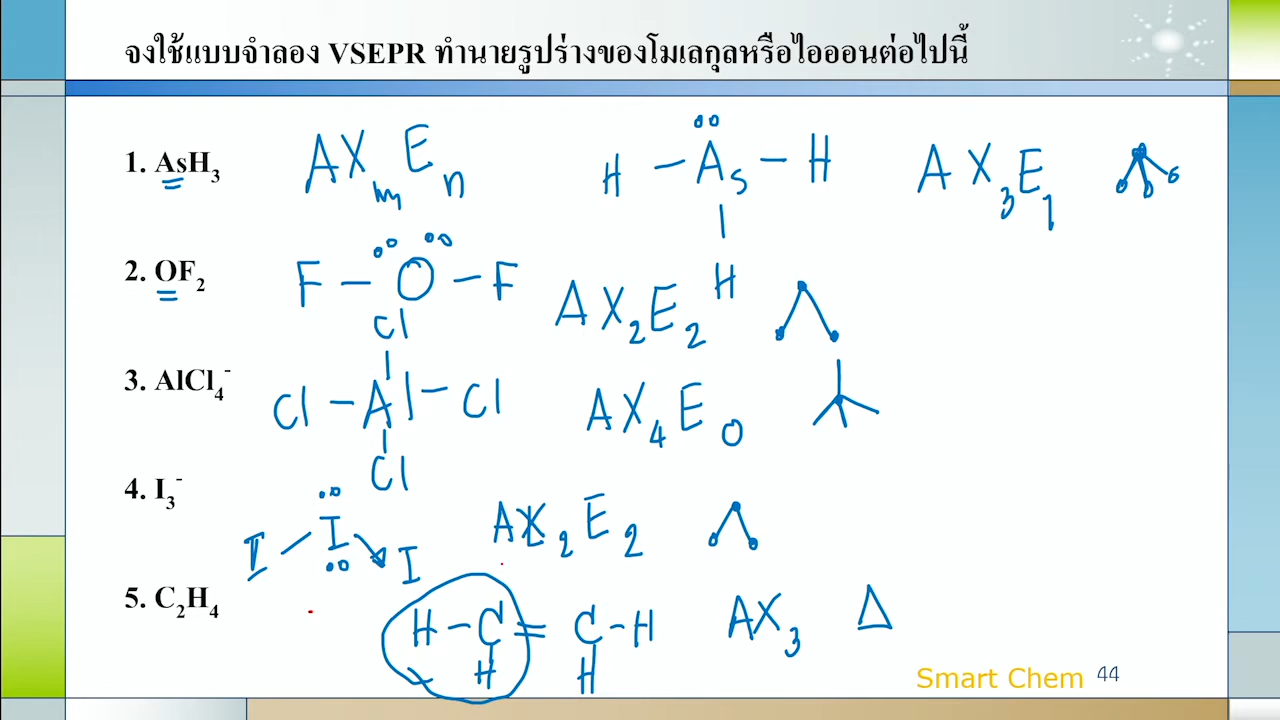 จงใช้แบบจำลอง VSEPR ทำนายรูปร่างของโมเลกุลหรือไอออนต่อไปนี้
1. AsH3 AXmEn H – As – H AX3E1
H
2. OF2 F – O – F AX2E2
Cl
3. AlCl4- Cl – Al – Cl AX4E0
Cl
4. I3-
I I I AX2E2
5. C2H4
H – C = C – H AX3
H H
Smart Chem 44